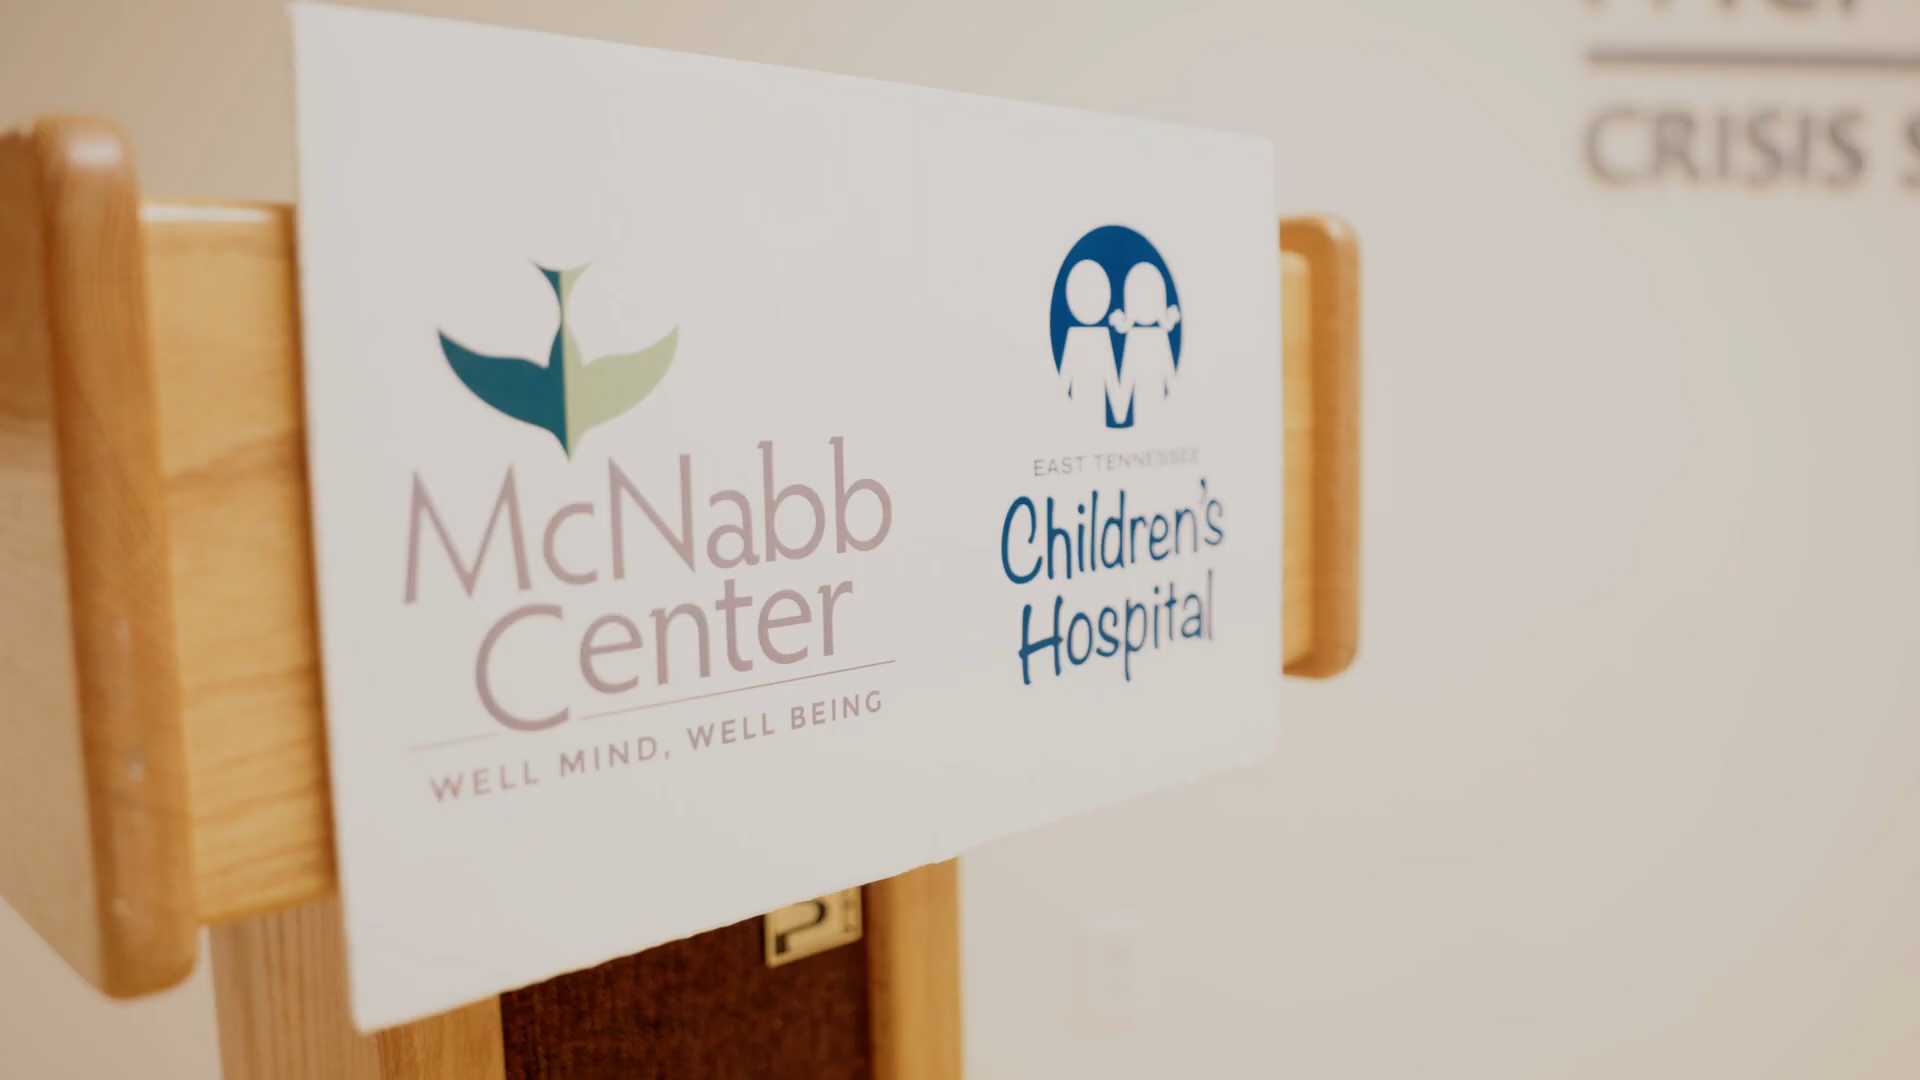 McNabb
Center
WELL MIND, WELL BEING
EAST TENNESSEE
Children's
Hospital
CRISIS